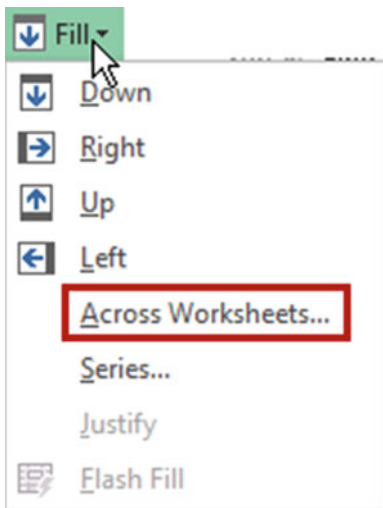 Fill
Down
Right
Up
Left
Across Worksheets...
Series...
Justify
Flash Fill